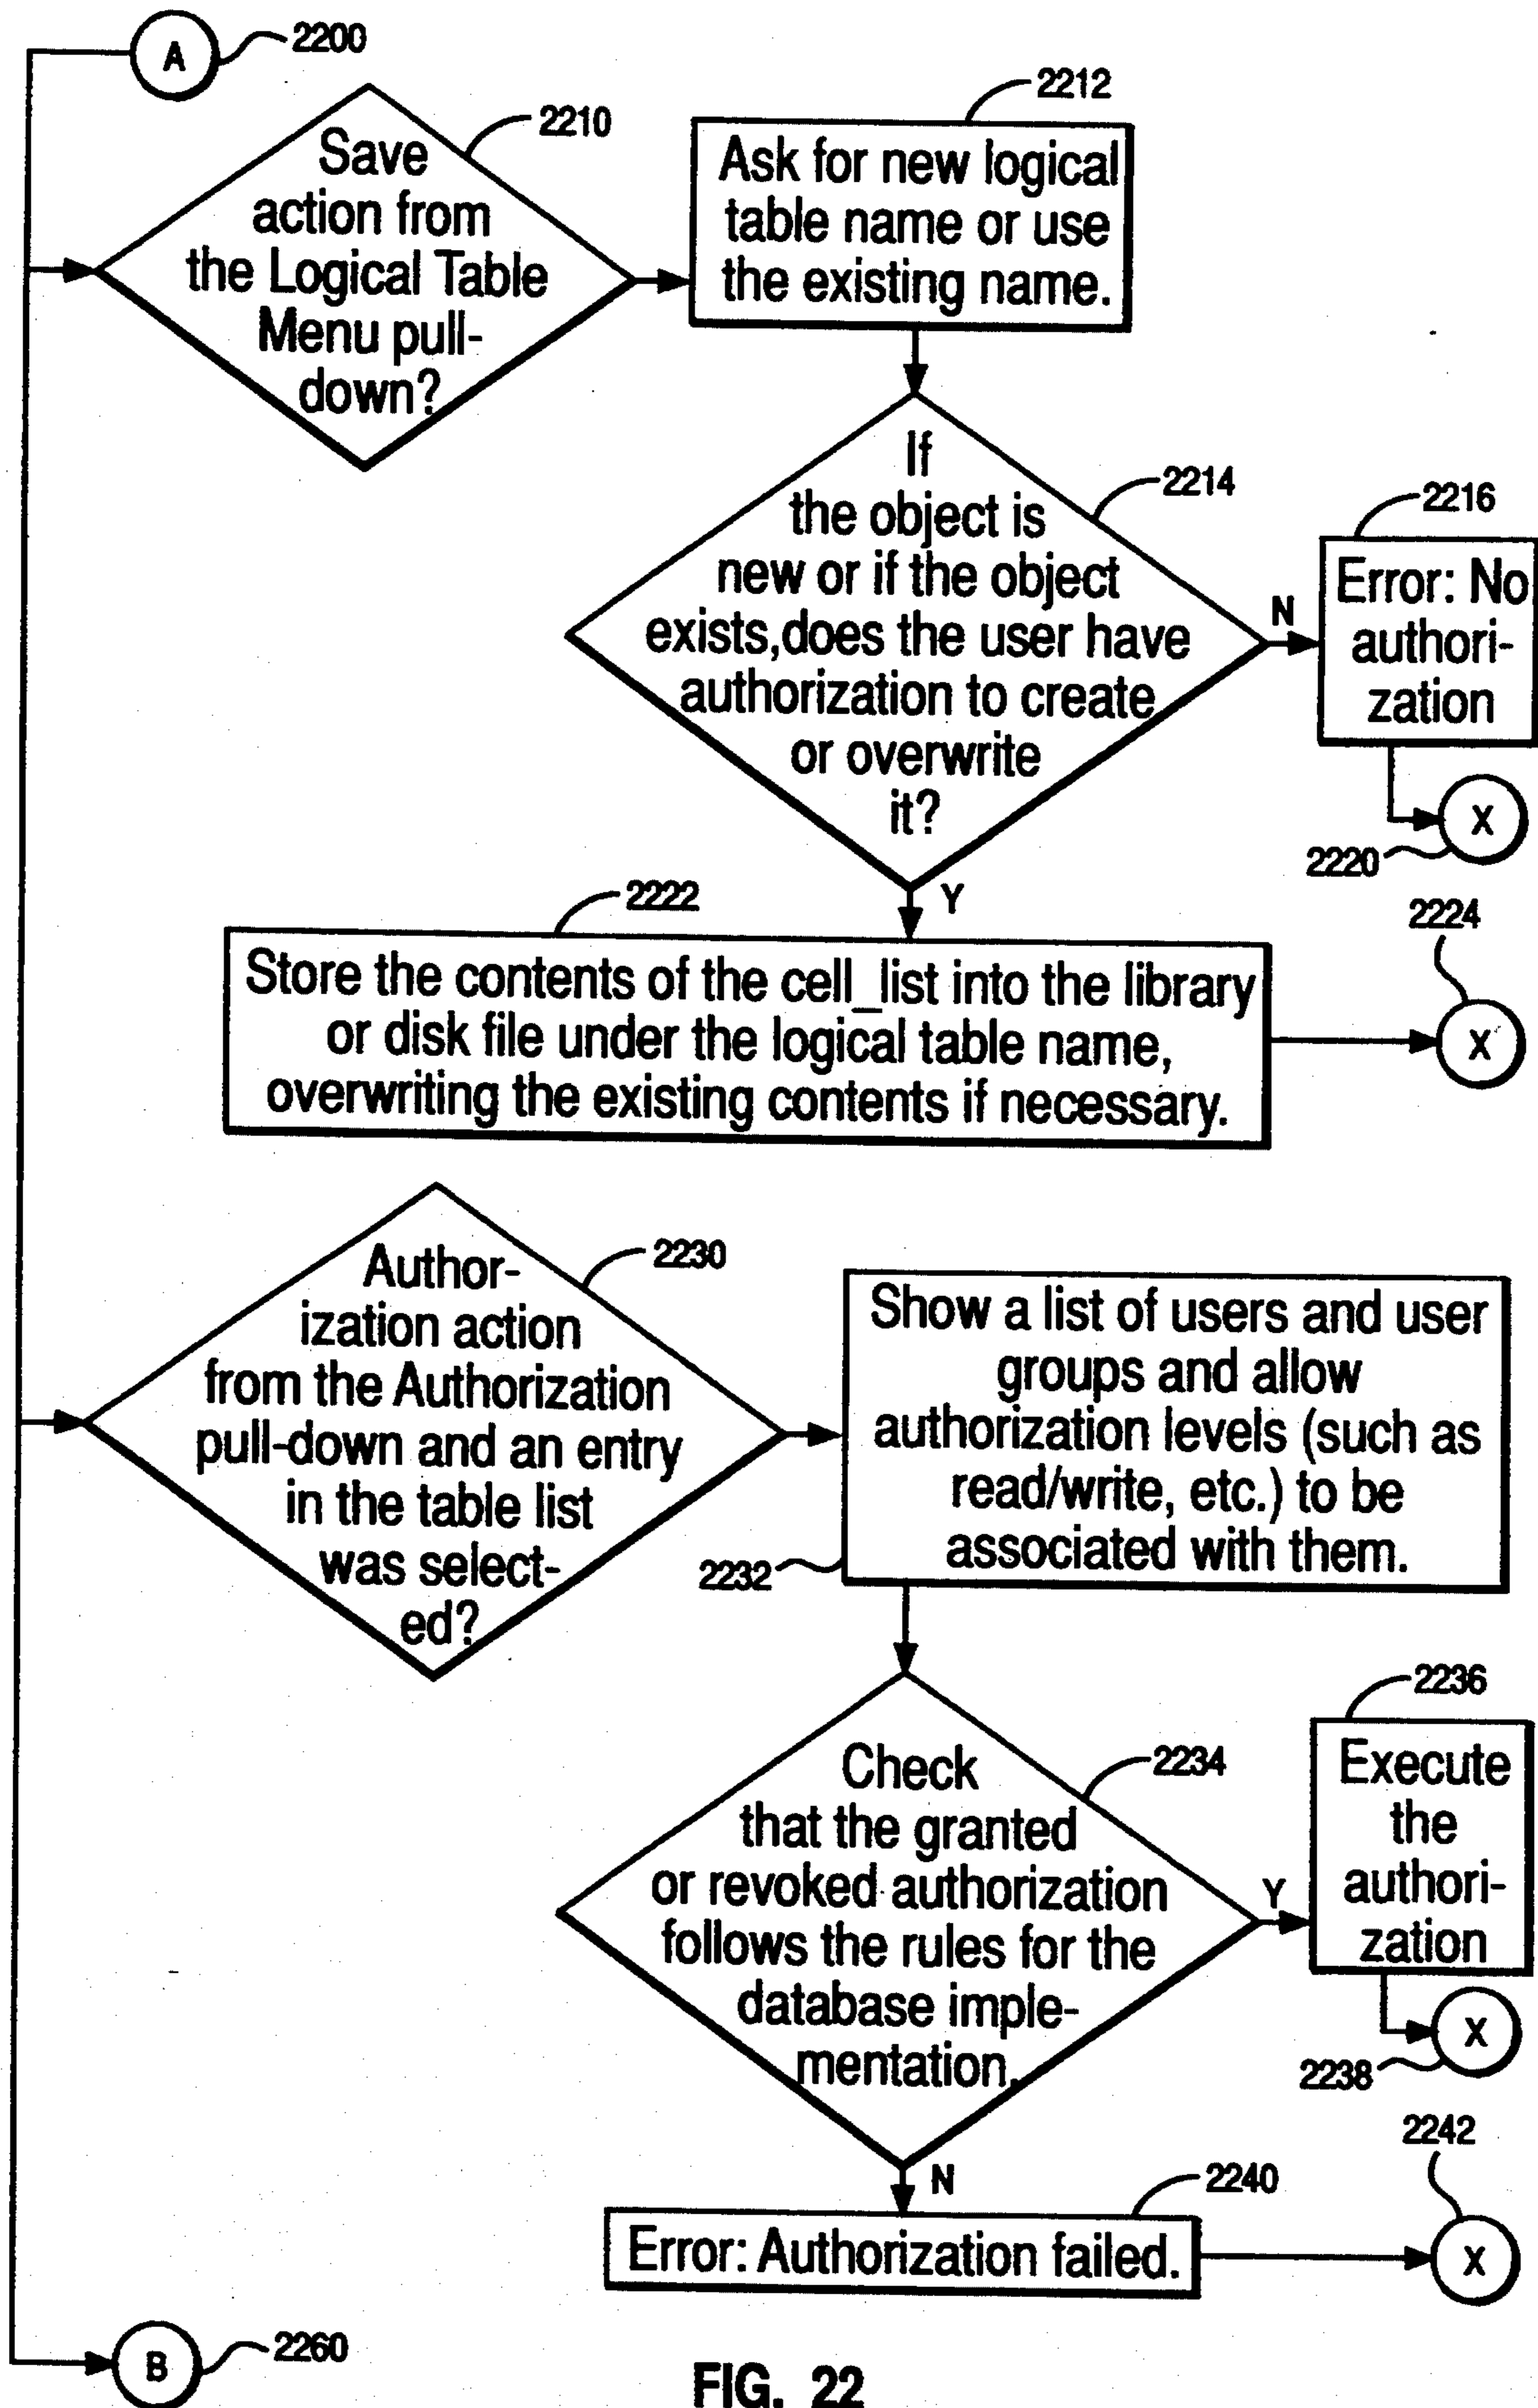 A
2200
2210
Save
action from
the Logical Table
Menu pull-
down?
2212
Ask for new logical
table name or use
the existing name.
2214
If
the object is
new or if the object
exists,does the user have
authorization to create
or overwrite
it?
N
2216
Error: No
authori-
zation
X
2220
Y
2222
Store the contents of the cell_list into the library
or disk file under the logical table name,
overwriting the existing contents if necessary.
2224
X
2230
Author-
ization action
from the Authorization
pull-down and an entry
in the table list
was select-
ed?
Show a list of users and user
groups and allow
authorization levels (such as
read/write, etc.) to be
associated with them.
2232
2234
Check
that the granted
or revoked authorization
follows the rules for the
database imple-
mentation.
Y
2236
Execute
the
authori-
zation
X
2238
N
2240
Error: Authorization failed.
2242
X
B
2260
FIG. 22